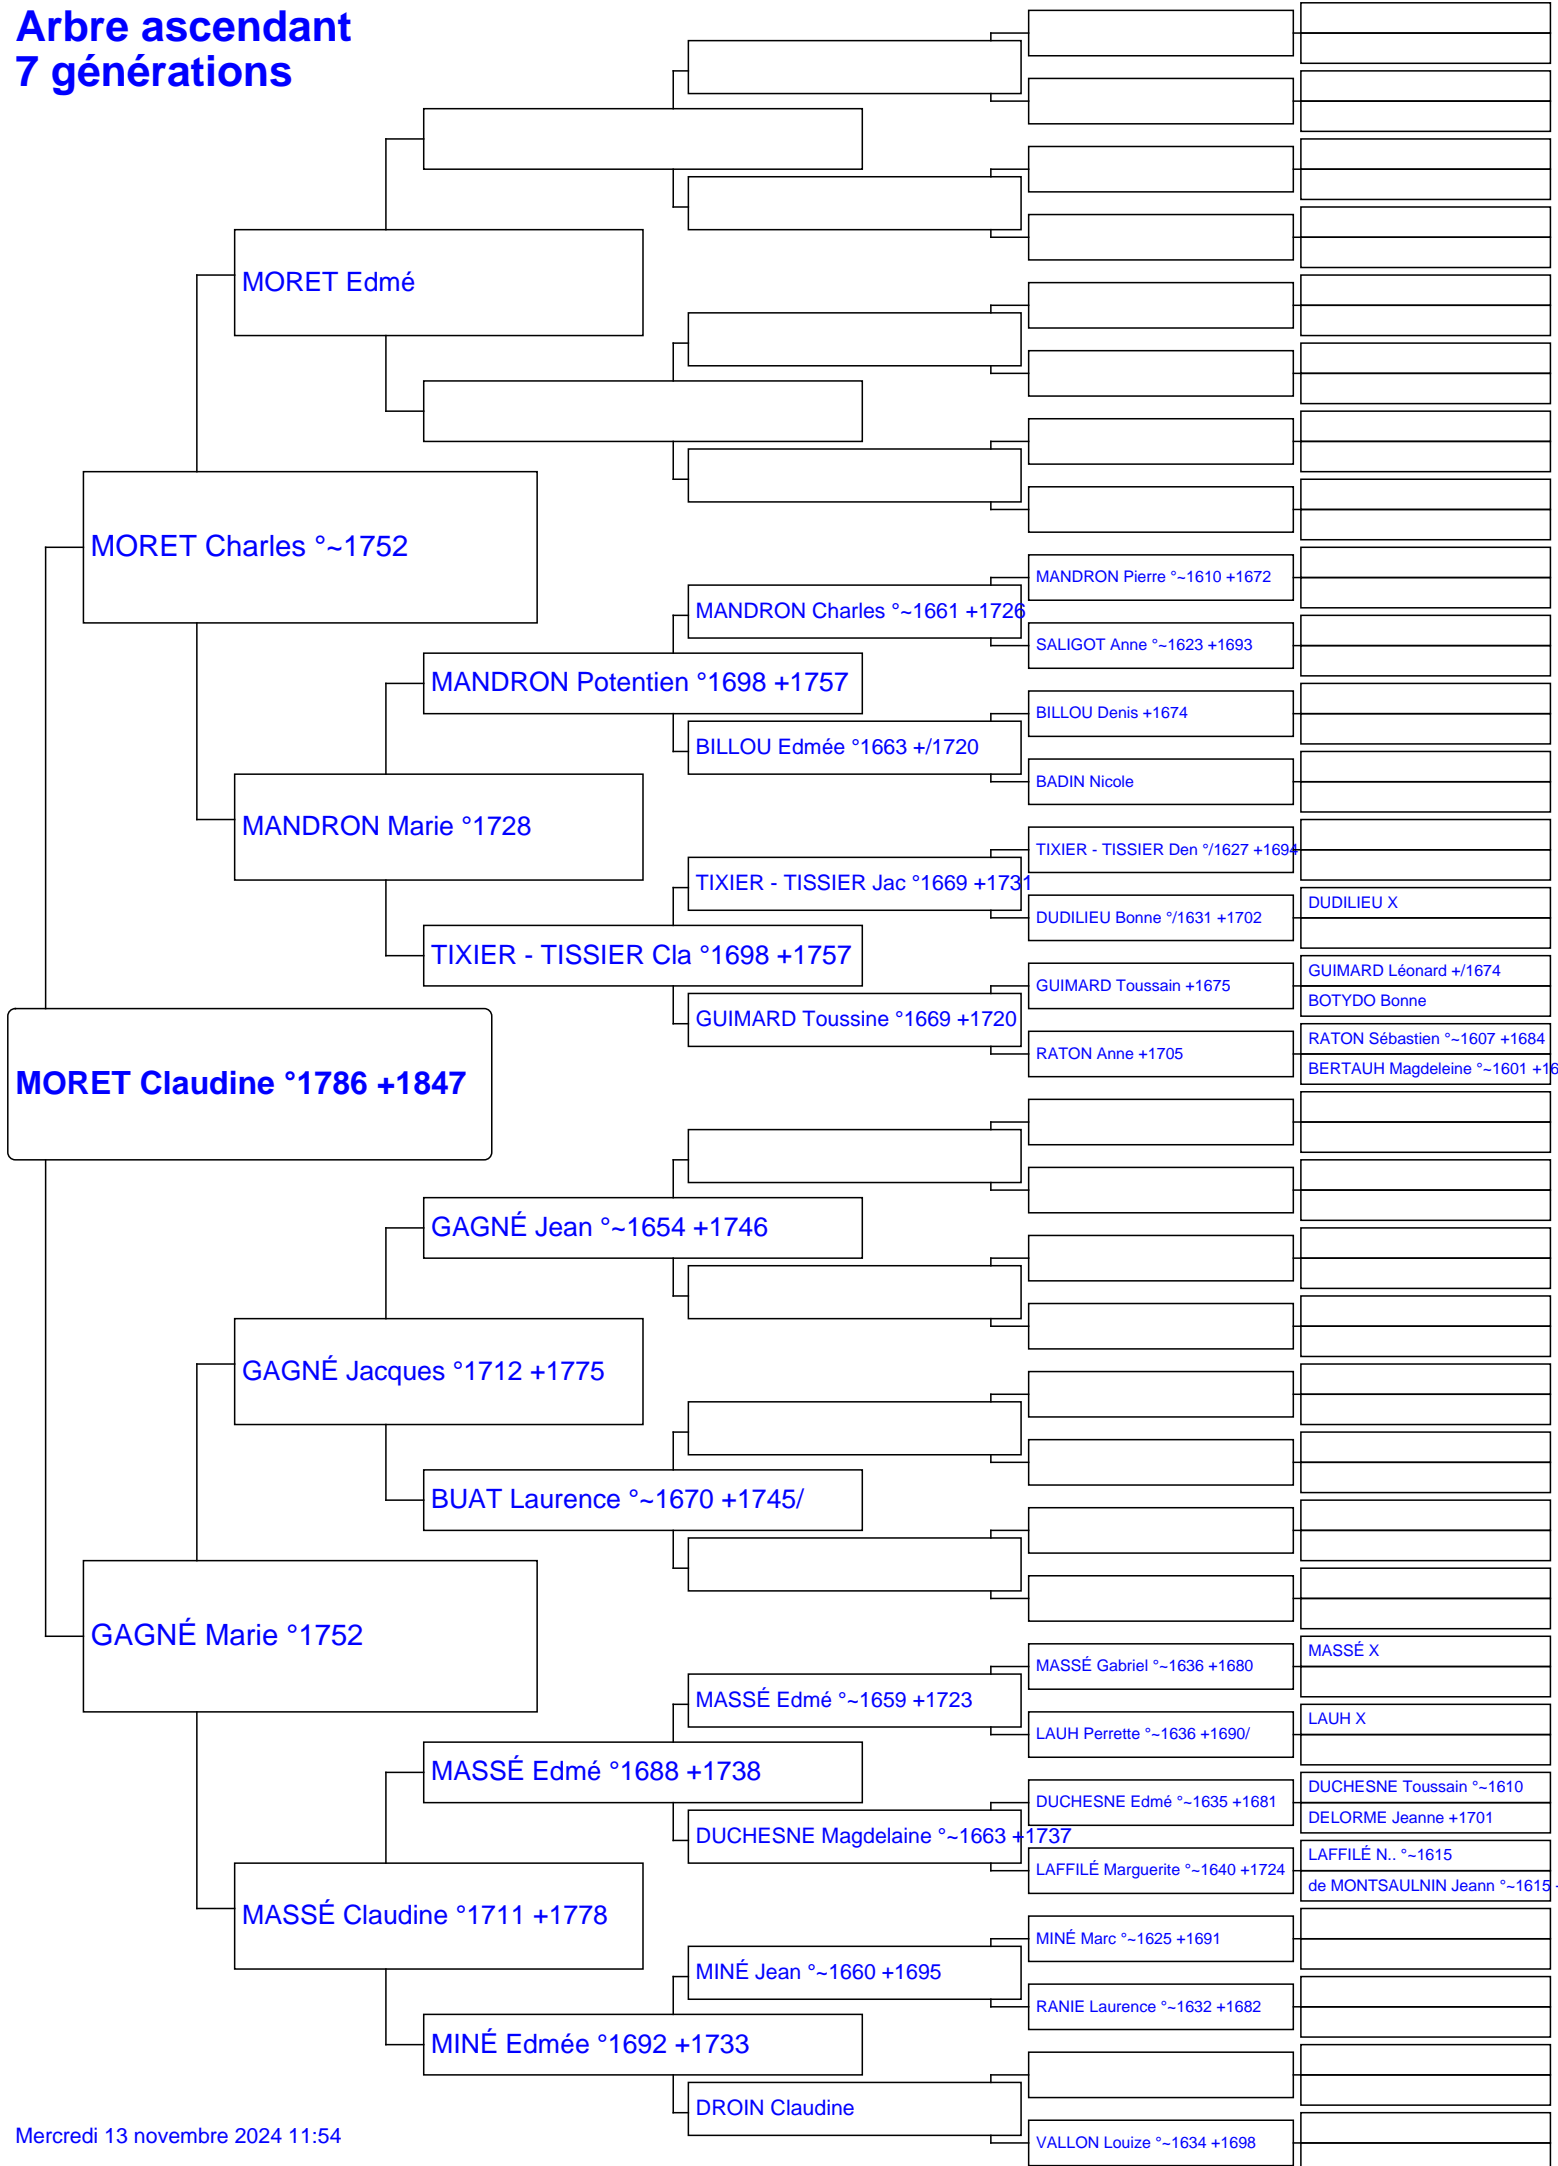 Arbre ascendant
7 générations
MORET Edmé
MORET Charles °~1752
MANDRON Pierre °~1610 +1672
MANDRON Charles °~1661 +1726
SALIGOT Anne °~1623 +1693
MANDRON Potentien °1698 +1757
BILLOU Denis +1674
BILLOU Edmée °1663 +/1720
BADIN Nicole
MANDRON Marie °1728
TIXIER - TISSIER Den °/1627 +1694
TIXIER - TISSIER Jac °1669 +1731
DUDILIEU X
DUDILIEU Bonne °/1631 +1702
TIXIER - TISSIER Cla °1698 +1757
GUIMARD Léonard +/1674
GUIMARD Toussain +1675
BOTYDO Bonne
GUIMARD Toussine °1669 +1720
RATON Sébastien °~1607 +1684
RATON Anne +1705
BERTAUH Magdeleine °~1601 +16
MORET Claudine °1786 +1847
GAGNÉ Jean °~1654 +1746
GAGNÉ Jacques °1712 +1775
BUAT Laurence °~1670 +1745/
GAGNÉ Marie °1752
MASSÉ X
MASSÉ Gabriel °~1636 +1680
MASSÉ Edmé °~1659 +1723
LAUH X
LAUH Perrette °~1636 +1690/
MASSÉ Edmé °1688 +1738
DUCHESNE Toussain °~1610
DUCHESNE Edmé °~1635 +1681
DELORME Jeanne +1701
DUCHESNE Magdelaine °~1663 +1737
LAFFILÉ N.. °~1615
LAFFILÉ Marguerite °~1640 +1724
de MONTSAULNIN Jeann °~1615
MASSÉ Claudine °1711 +1778
MINÉ Marc °~1625 +1691
MINÉ Jean °~1660 +1695
RANIE Laurence °~1632 +1682
MINÉ Edmée °1692 +1733
DROIN Claudine
VALLON Louize °~1634 +1698
Mercredi 13 novembre 2024 11:54